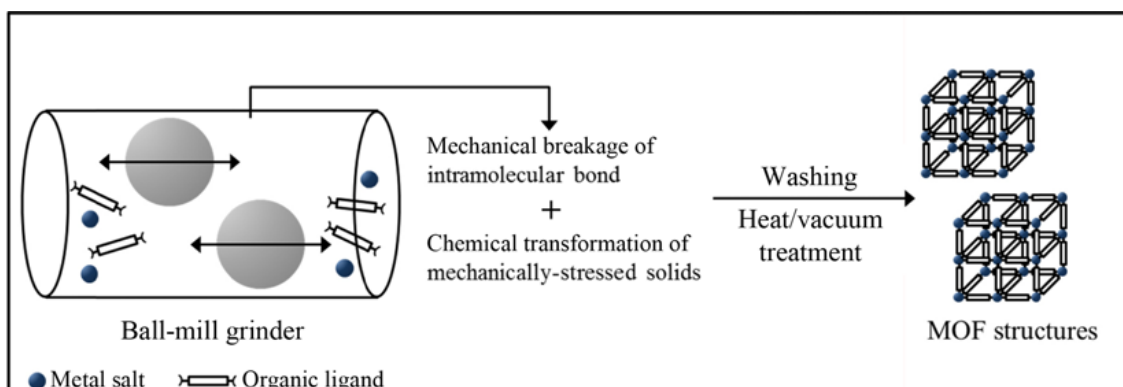 Mechanical breakage of
intramolecular bond
+
Chemical transformation of
mechanically-stressed solids
Washing
Heat/vacuum
treatment
Ball-mill grinder
MOF structures
Metal salt
Organic ligand